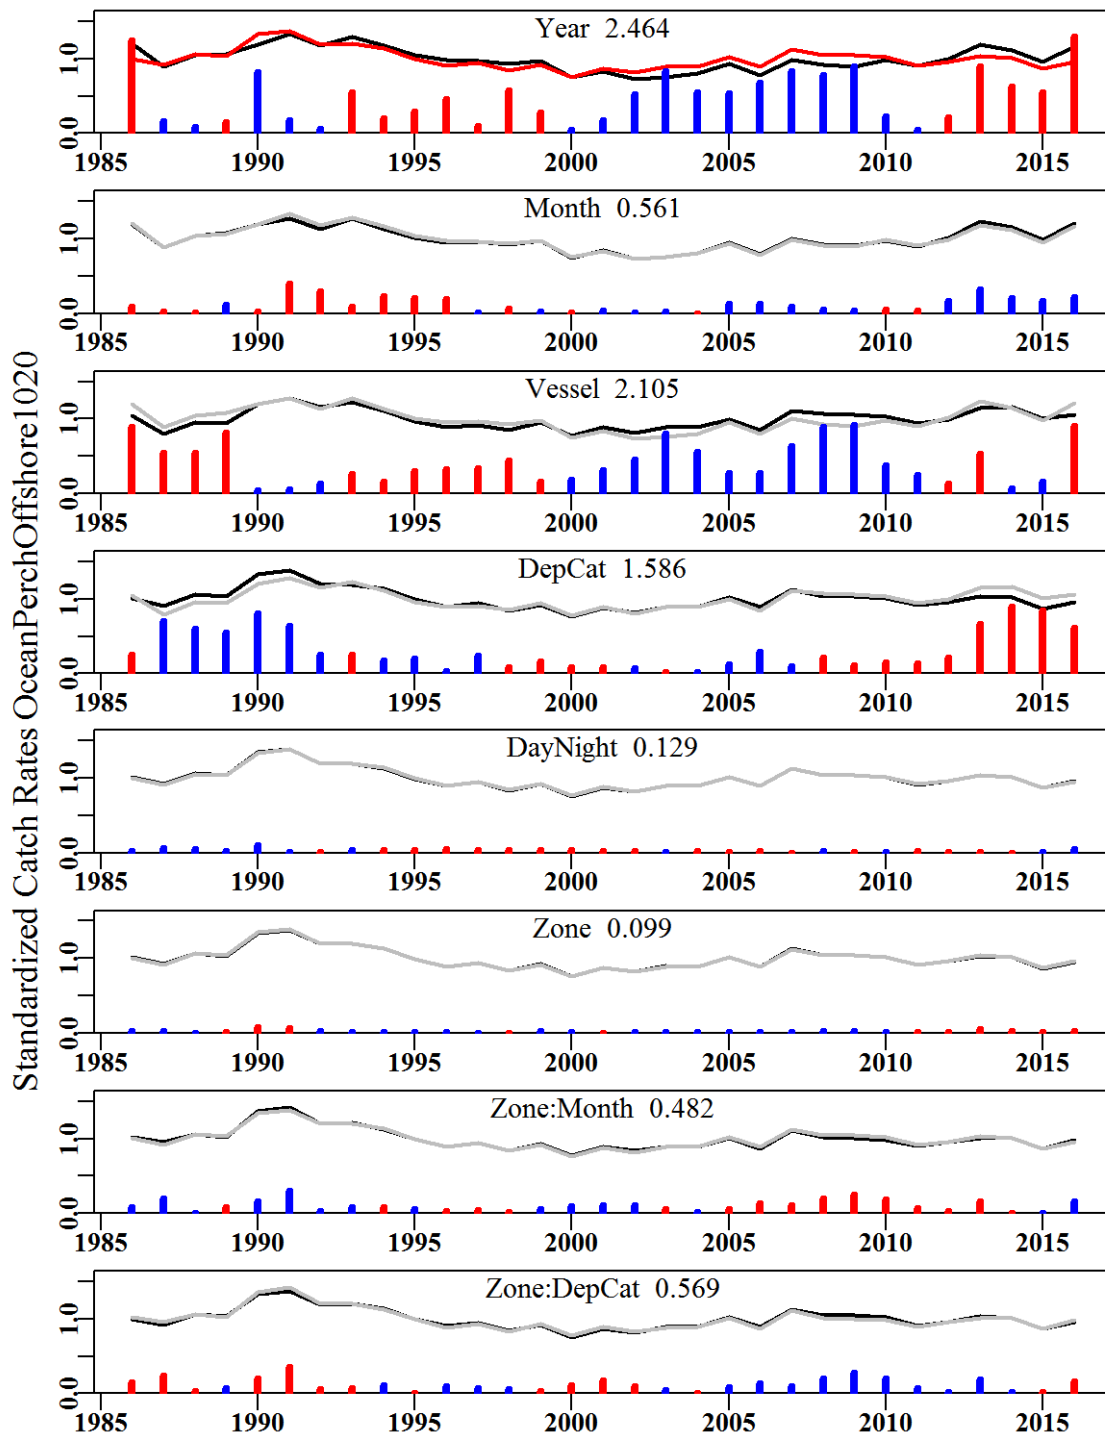 Standardized Catch Rates OceanPerchOffshore1020
Year 2.464
1.0
0.0
1985 1990 1995 2000 2005 2010 2015
Month 0.561
1.0
0.0
1985 1990 1995 2000 2005 2010 2015
Vessel 2.105
1.0
0.0
1985 1990 1995 2000 2005 2010 2015
DepCat 1.586
1.0
0.0
1985 1990 1995 2000 2005 2010 2015
DayNight 0.129
1.0
0.0
1985 1990 1995 2000 2005 2010 2015
Zone 0.099
1.0
0.0
1985 1990 1995 2000 2005 2010 2015
Zone:Month 0.482
1.0
0.0
1985 1990 1995 2000 2005 2010 2015
Zone:DepCat 0.569
1.0
0.0
1985 1990 1995 2000 2005 2010 2015